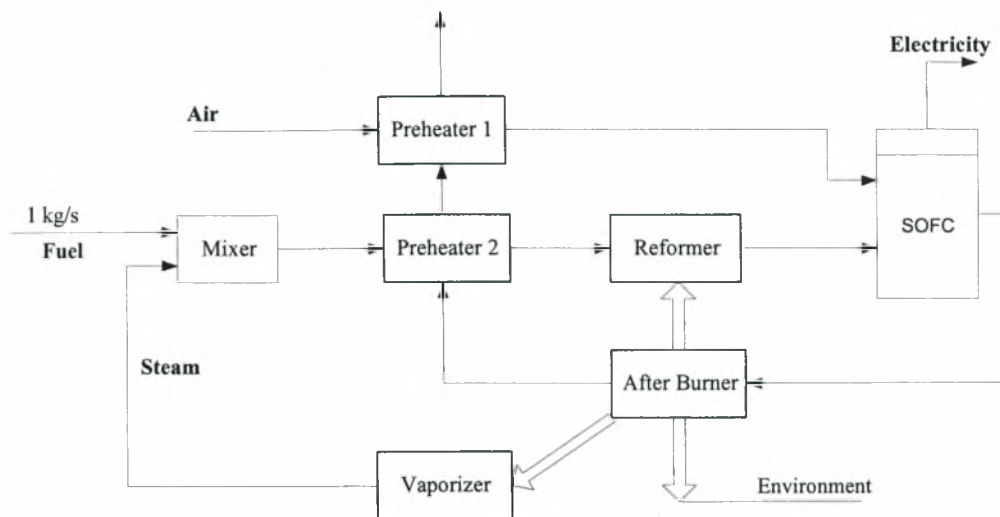 Electricity
Air
Preheater 1
1 kg/s
Fuel
Mixer
Preheater 2
Reformer
SOFC
Steam
After Burner
Vaporizer
Environment